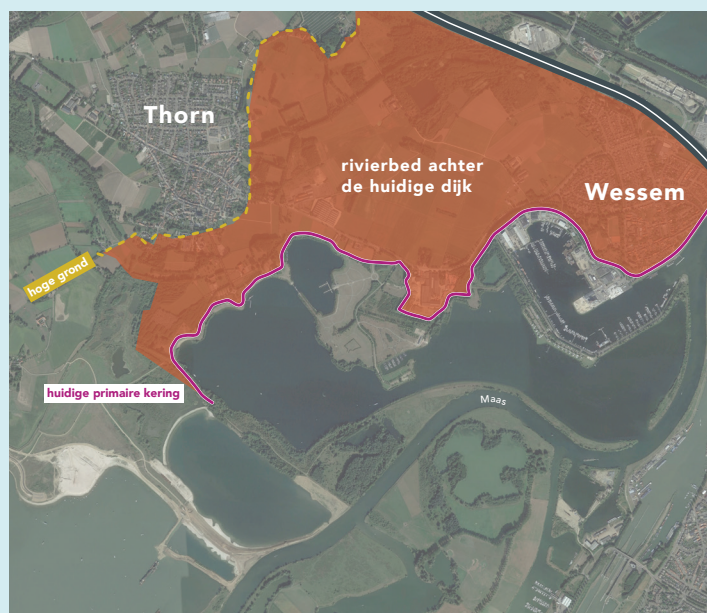 Thorn
rivierbed achter
de huidige dijk
Wessem
hoge grond
huidige primaire kering
Maas